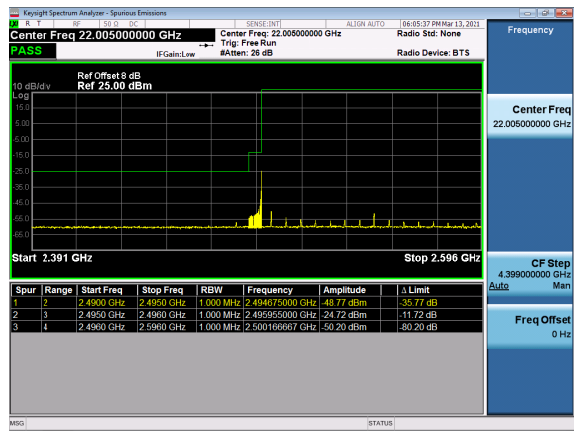 Keysight Spectrum Analyzer - Spurious Emissions
R T RF 50 Ω DC SENSE:INT ALIGN AUTO 06:05:37 PM Mar 13, 2021
Center Freq 22.005000000 GHz
Center Freq: 22.005000000 GHz
Radio Std: None
Trig: Free Run
PASS
IFGain:Low
#Atten: 26 dB
Radio Device: BTS
Ref Offset 8 dB
10 dB/div Ref 25.00 dBm
Log
15.0
5.00
-5.00
-15.0
-25.0
-35.0
-45.0
-55.0
-65.0
Start 2.391 GHz
Stop 2.596 GHz
Spur Range Start Freq Stop Freq RBW Frequency Amplitude Δ Limit
1 2 2.4900 GHz 2.4950 GHz 1.000 MHz 2.494675000 GHz -48.77 dBm -35.77 dB
2 3 2.4950 GHz 2.4960 GHz 1.000 MHz 2.495955000 GHz -24.72 dBm -11.72 dB
3 4 2.4960 GHz 2.5960 GHz 1.000 MHz 2.500166667 GHz -50.20 dBm -80.20 dB
Frequency
Center Freq
22.005000000 GHz
CF Step
4.399000000 GHz
Auto Man
Freq Offset
0 Hz
MSG STATUS